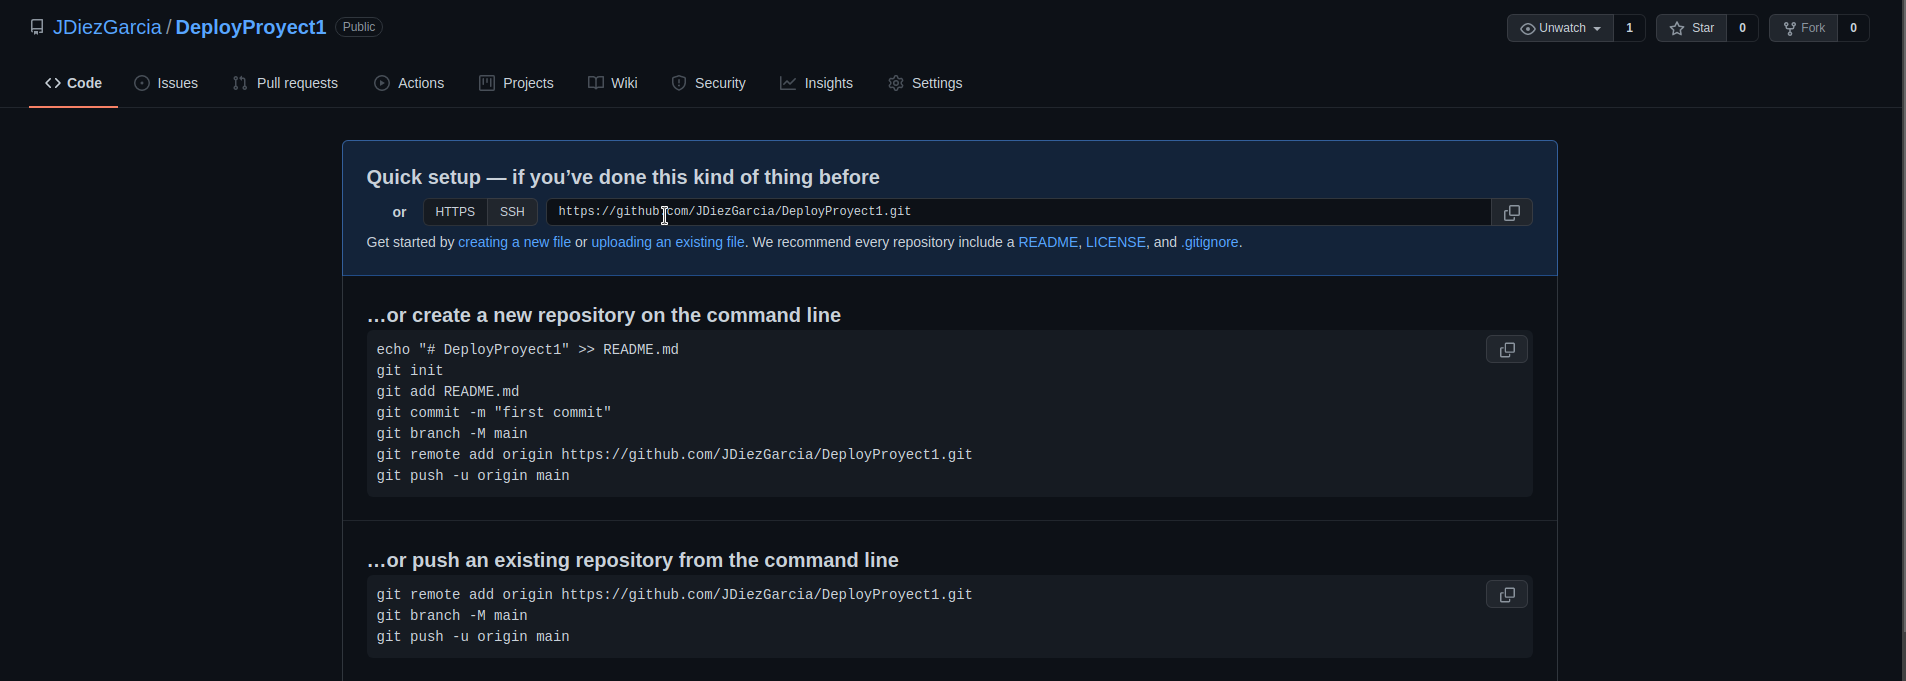 JDiezGarcia / DeployProyect1 Public
Unwatch 1 Star 0 Fork 0
Code Issues Pull requests Actions Projects Wiki Security Insights Settings
Quick setup — if you’ve done this kind of thing before
or HTTPS SSH https://github.com/JDiezGarcia/DeployProyect1.git
Get started by creating a new file or uploading an existing file. We recommend every repository include a README, LICENSE, and .gitignore.
…or create a new repository on the command line
echo "# DeployProyect1" >> README.md
git init
git add README.md
git commit -m "first commit"
git branch -M main
git remote add origin https://github.com/JDiezGarcia/DeployProyect1.git
git push -u origin main
…or push an existing repository from the command line
git remote add origin https://github.com/JDiezGarcia/DeployProyect1.git
git branch -M main
git push -u origin main